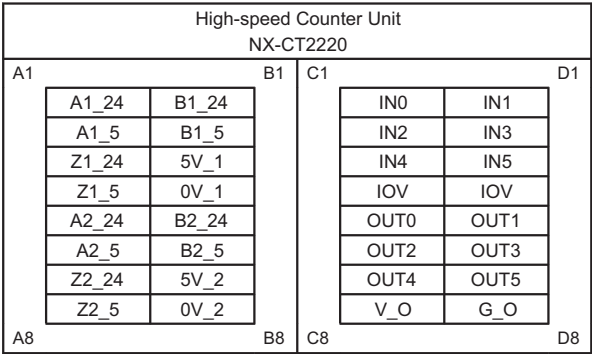 High-speed Counter Unit
NX-CT2220
A1 B1 C1 D1
A1_24 B1_24 IN0 IN1
A1_5 B1_5 IN2 IN3
Z1_24 5V_1 IN4 IN5
Z1_5 0V_1 IOV IOV
A2_24 B2_24 OUT0 OUT1
A2_5 B2_5 OUT2 OUT3
Z2_24 5V_2 OUT4 OUT5
Z2_5 0V_2 V_O G_O
A8 B8 C8 D8